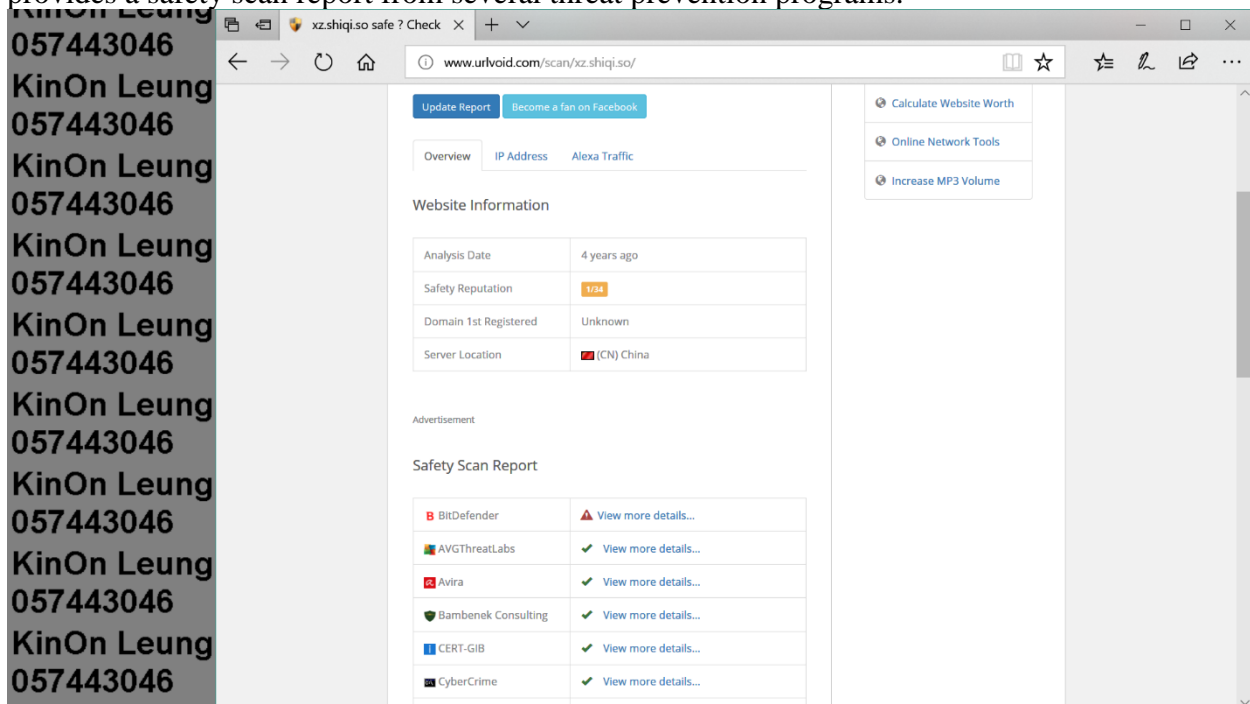 provides a safety scan report from several threat prevention programs.
KinOn Leung
057443046
KinOn Leung
057443046
KinOn Leung
057443046
KinOn Leung
057443046
KinOn Leung
057443046
KinOn Leung
057443046
KinOn Leung
057443046
KinOn Leung
057443046
KinOn Leung
057443046
xz.shiqi.so safe ? Check
www.urlvoid.com/scan/xz.shiqi.so/
Update Report Become a fan on Facebook
Overview IP Address Alexa Traffic
Website Information
Analysis Date 4 years ago
Safety Reputation 1/34
Domain 1st Registered Unknown
Server Location (CN) China
Advertisement
Safety Scan Report
BitDefender View more details...
AVGThreatLabs View more details...
Avira View more details...
Bambenek Consulting View more details...
CERT-GIB View more details...
CyberCrime View more details...
Calculate Website Worth
Online Network Tools
Increase MP3 Volume